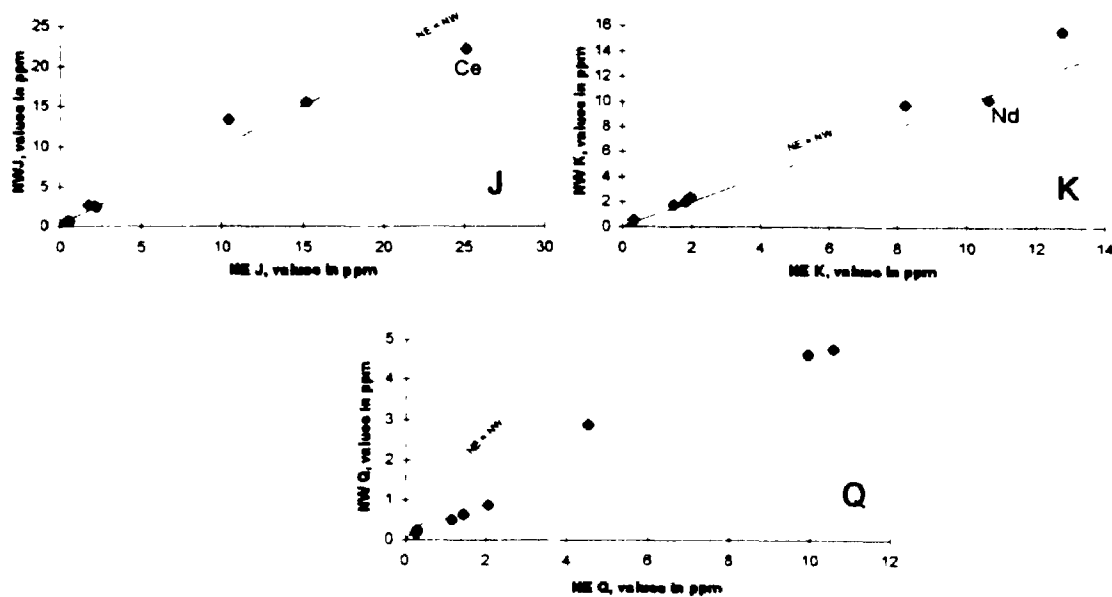 NWJ, values in ppm
25
20
15
10
5
0
NE = NW
Ce
J
0 5 10 15 20 25 30
NE J, values in ppm
NW K, values in ppm
16
14
12
10
8
6
4
2
0
NE = NW
Nd
K
0 2 4 6 8 10 12 14
NE K, values in ppm
NW Q, values in ppm
5
4
3
2
1
0
NE = NW
Q
0 2 4 6 8 10 12
NE Q, values in ppm